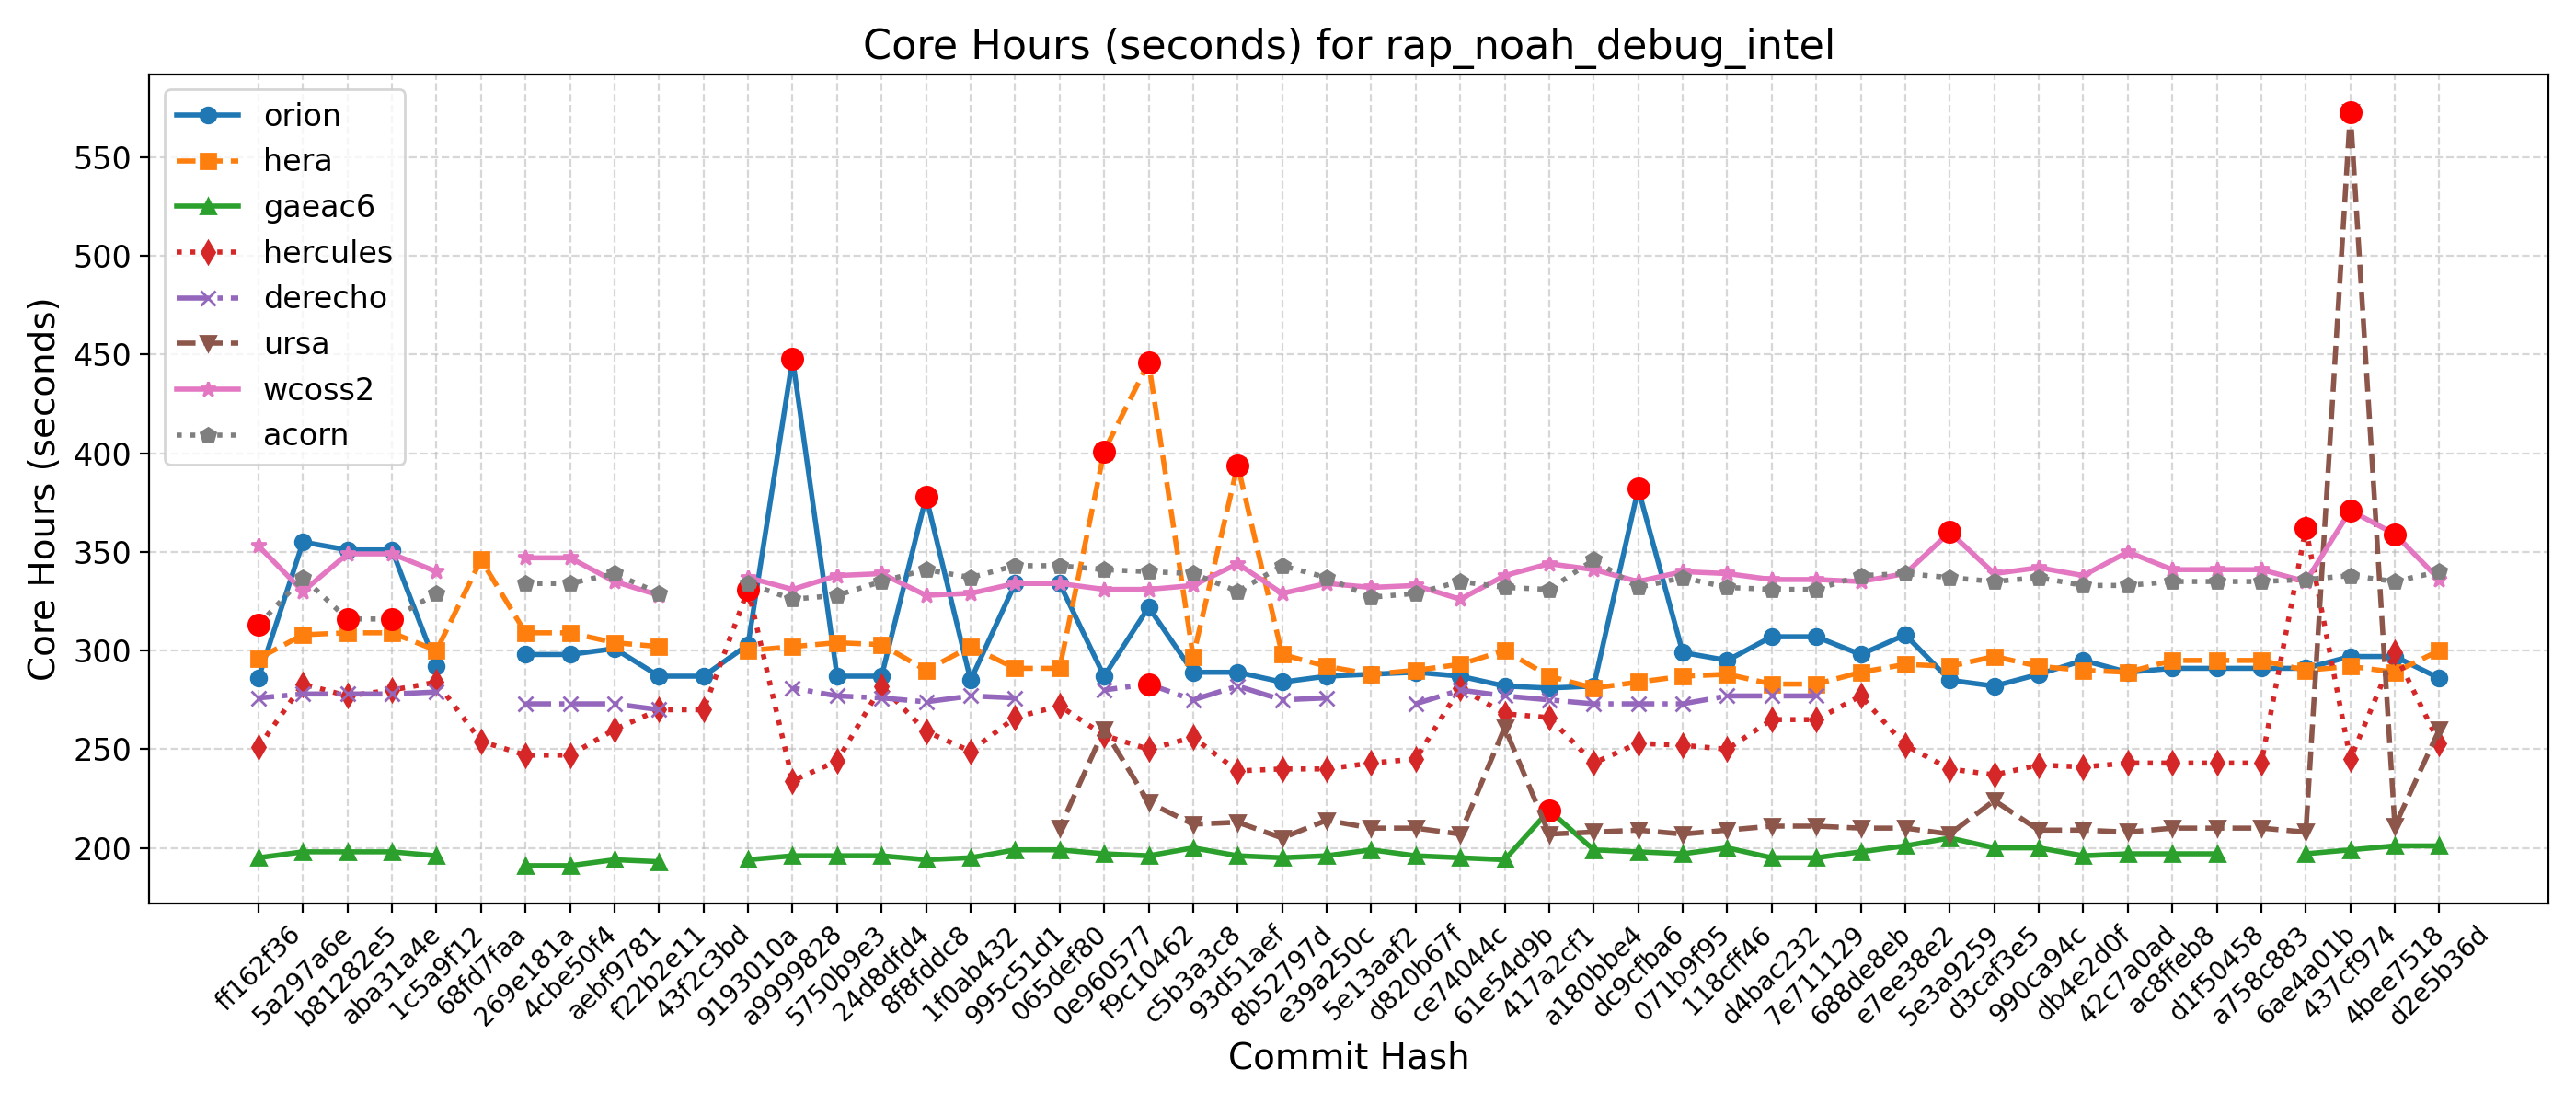 Core Hours (seconds) for rap_noah_debug_intel
orion
hera
gaeac6
hercules
derecho
ursa
wcoss2
acorn
Core Hours (seconds)
550
500
450
400
350
300
250
200
ff162f36
5a297a6e
b81282e5
aba31a4e
1c5a9f12
68fd7faa
269e181a
4cbe50f4
aebf9781
f22b2e11
43f2c3bd
9193010a
a9999828
5750b9e3
24d8dfd4
8f8fddc8
1f0ab432
995c51d1
065def80
0e960577
f9c10462
c5b3a3c8
93d51aef
8b52797d
e39a250c
5e13aaf2
d820b67f
ce74044c
61e54d9b
417a2cf1
a180bbe4
dc9cfba6
071b9f95
118cff46
d4bac232
7e711129
688de8eb
e7ee38e2
5e3a9259
d3caf3e5
990ca94c
db4e2d0f
42c7a0ad
ac8ffeb8
d1f50458
a758c883
6ae4a01b
437cf974
4bee7518
d2e5b36d
Commit Hash